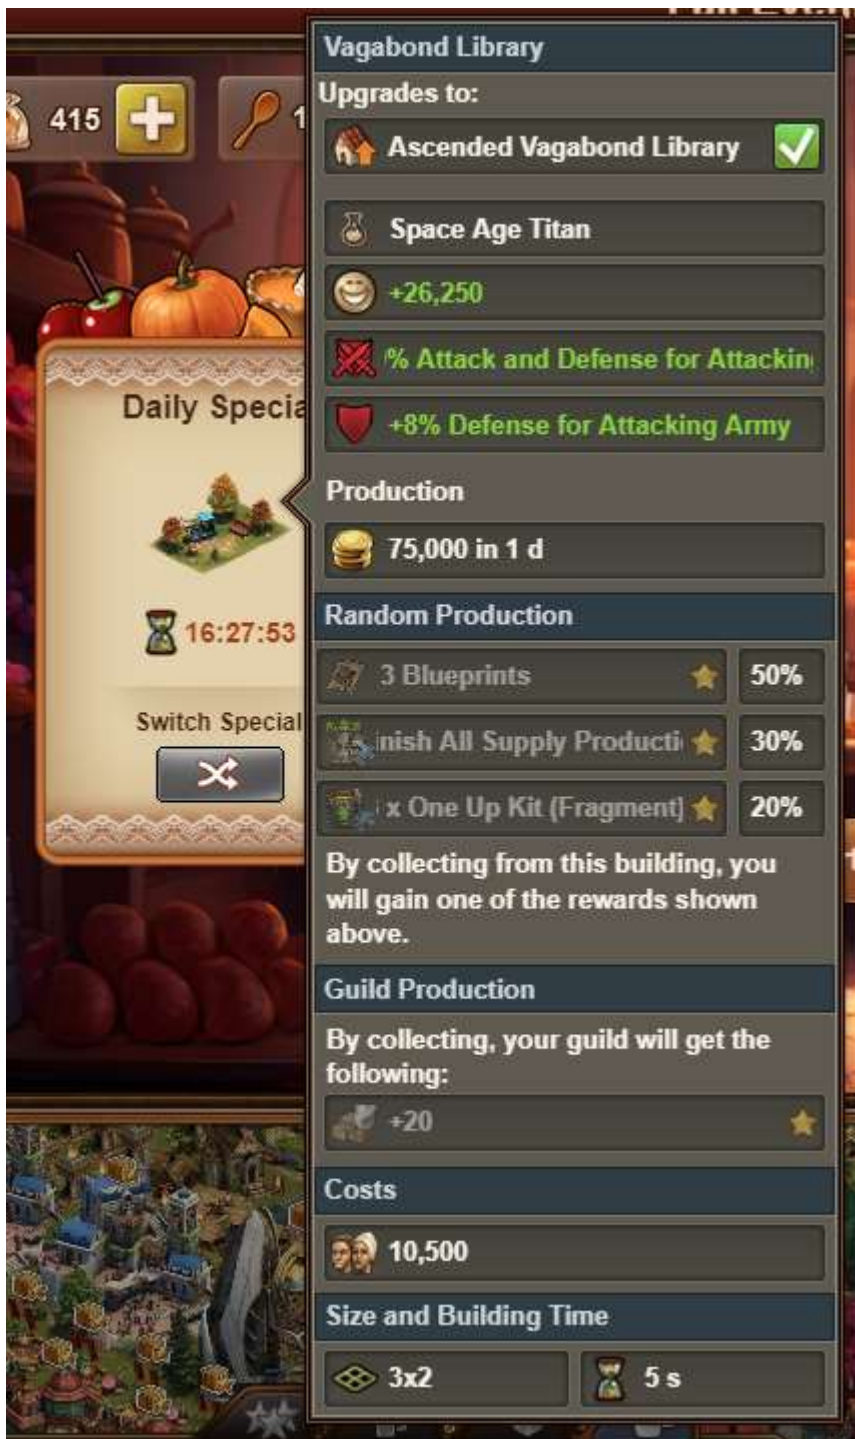 Vagabond Library
Upgrades to:
415
Ascended Vagabond Library
Space Age Titan
+26,250
% Attack and Defense for Attackin
Daily Specia
+8% Defense for Attacking Army
Production
75,000 in 1 d
16:27:53
Random Production
3 Blueprints 50%
Switch Special
nish All Supply Producti 30%
x One Up Kit (Fragment) 20%
By collecting from this building, you
will gain one of the rewards shown
above.
Guild Production
By collecting, your guild will get the
following:
+20
Costs
10,500
Size and Building Time
3x2 5 s